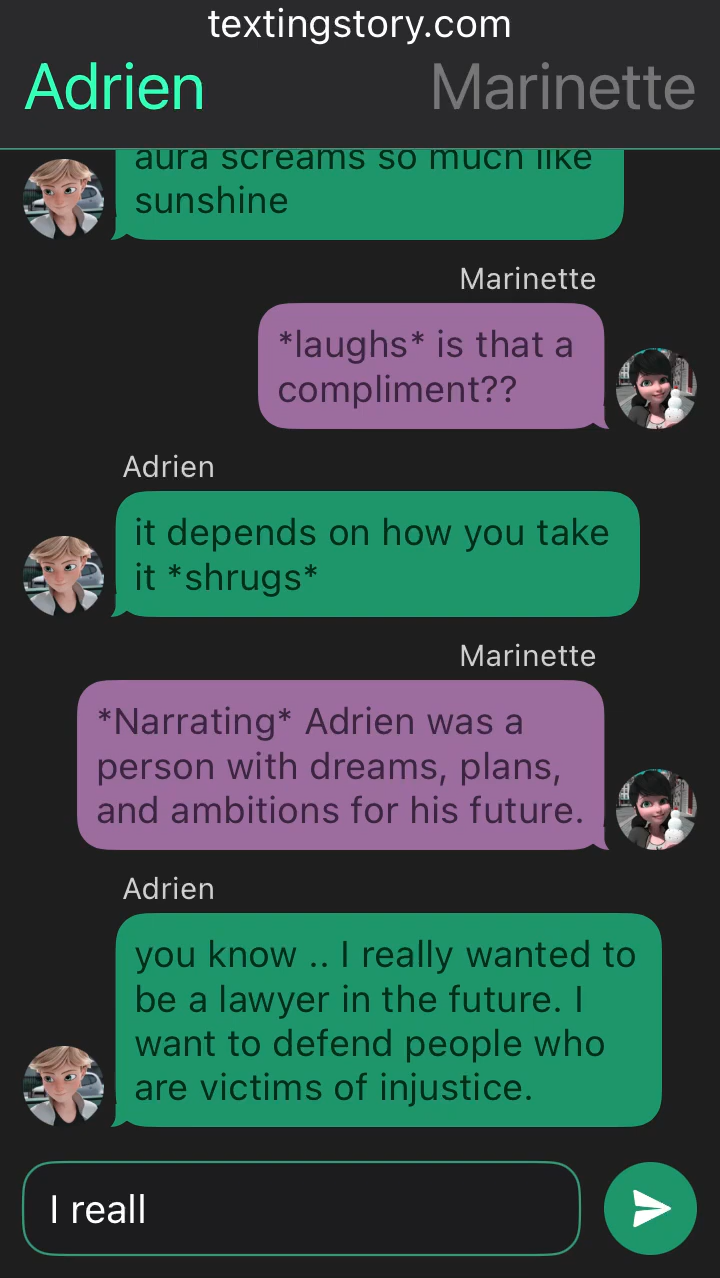 textingstory.com
Adrien
Marinette
aura screams so much like
sunshine
Marinette
*laughs* is that a
compliment??
Adrien
it depends on how you take
it *shrugs*
Marinette
*Narrating* Adrien was a
person with dreams, plans,
and ambitions for his future.
Adrien
you know .. I really wanted to
be a lawyer in the future. I
want to defend people who
are victims of injustice.
I reall